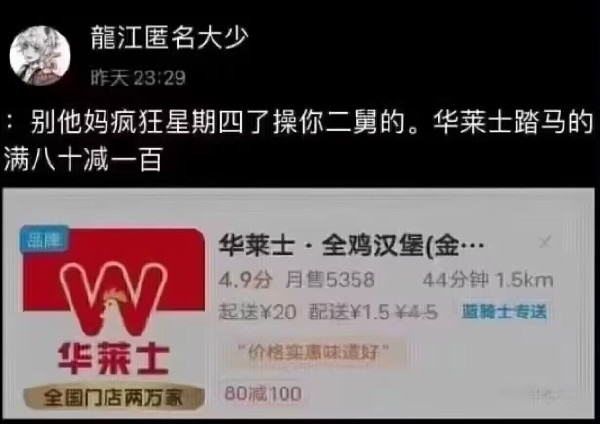 龍江匿名大少
昨天 23:29
：别他妈疯狂星期四了操你二舅的。华莱士踏马的
满八十减一百
品牌
华莱士
全国门店两万家
华莱士·全鸡汉堡(金…
4.9分 月售5358 44分钟 1.5km
起送¥20 配送¥1.5 ¥4.5 蓝骑士专送
“价格实惠味道好”
80减100